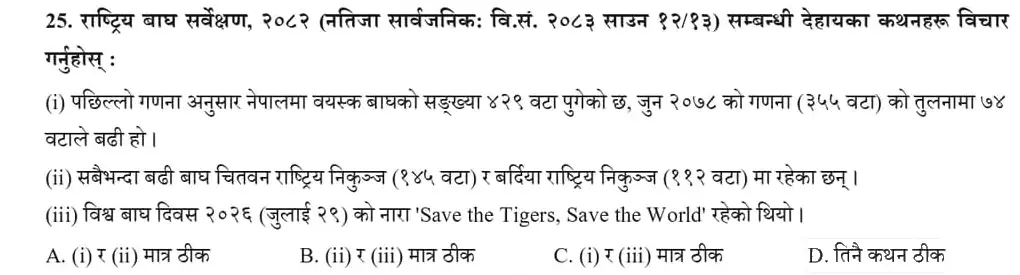 25. राष्ट्रिय बाघ सर्वेक्षण, २०८२ (नतिजा सार्वजनिक: वि.सं. २०८३ साउन १२/१३) सम्बन्धी देहायका कथनहरू विचार
गर्नुहोस् :
(i) पछिल्लो गणना अनुसार नेपालमा वयस्क बाघको सङ्ख्या ४२९ वटा पुगेको छ, जुन २०७८ को गणना (३५५ वटा) को तुलनामा ७४
वटाले बढी हो ।
(ii) सबैभन्दा बढी बाघ चितवन राष्ट्रिय निकुञ्ज (१४५ वटा) र बर्दिया राष्ट्रिय निकुञ्ज (११२ वटा) मा रहेका छन् ।
(iii) विश्व बाघ दिवस २०२६ (जुलाई २९) को नारा 'Save the Tigers, Save the World' रहेको थियो ।
A. (i) र (ii) मात्र ठीक B. (ii) र (iii) मात्र ठीक C. (i) र (iii) मात्र ठीक D. तिनै कथन ठीक